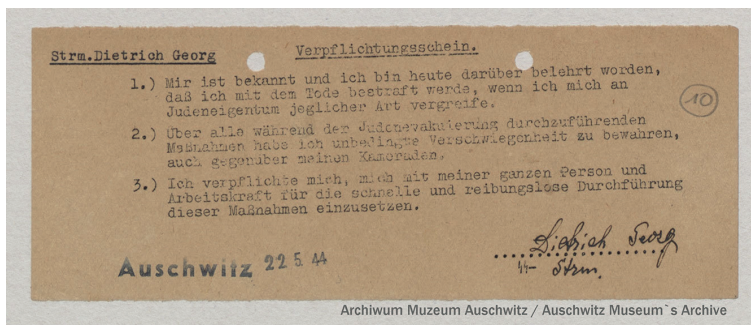 Strm.Dietrich Georg Verpflichtungsschein.
1.) Mir ist bekannt und ich bin heute darüber belehrt worden,
daß ich mit dem Tode bestraft werde, wenn ich mich an
Judeneigentum jeglicher Art vergreife.
10
2.) Über alle während der Judenevakuierung durchzuführenden
Maßnahmen habe ich unbedingte Verschwiegenheit zu bewahren,
auch gegenüber meinen Kameraden.
3.) Ich verpflichte mich, mich mit meiner ganzen Person und
Arbeitskraft für die schnelle und reibungslose Durchführung
dieser Maßnahmen einzusetzen.
Dietrich Georg
Auschwitz 22 5. 44
SS- Strm.
Archiwum Muzeum Auschwitz / Auschwitz Museum`s Archive